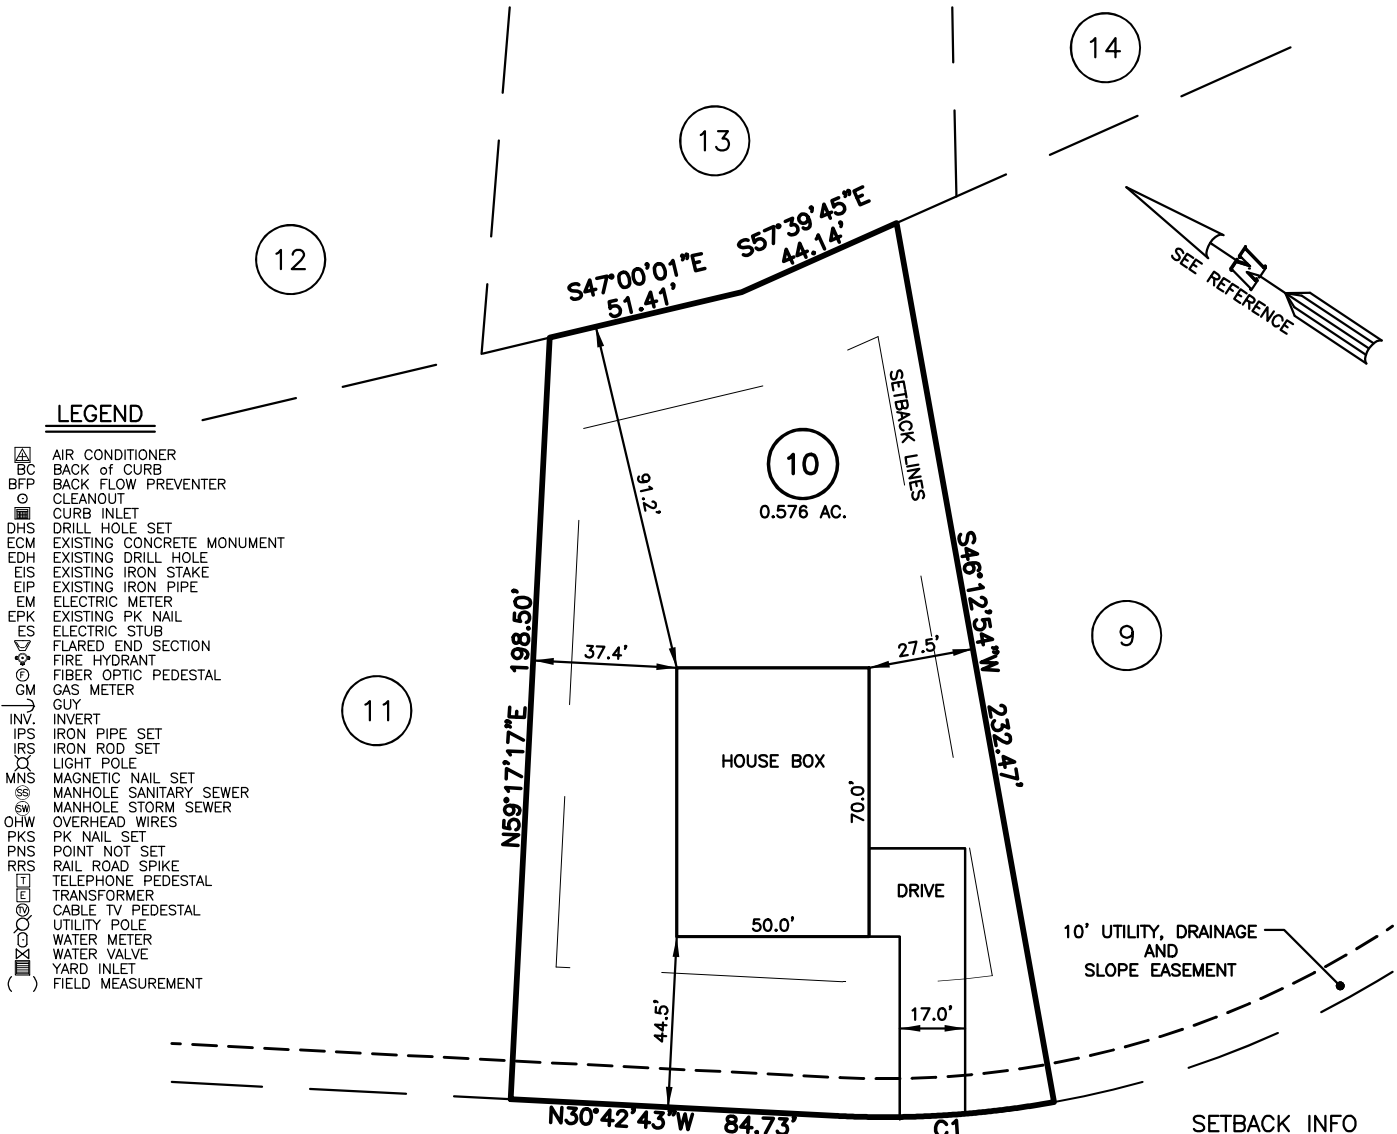 14
13
12
S57°39'45"E
44.14'
S47°00'01"E
51.41'
N
SEE REFERENCE
SETBACK LINES
LEGEND
AIR CONDITIONER
BC BACK of CURB
BFP BACK FLOW PREVENTER
CLEANOUT
CURB INLET
DHS DRILL HOLE SET
ECM EXISTING CONCRETE MONUMENT
EDH EXISTING DRILL HOLE
EIS EXISTING IRON STAKE
EIP EXISTING IRON PIPE
EM ELECTRIC METER
EPK EXISTING PK NAIL
ES ELECTRIC STUB
FLARED END SECTION
FIRE HYDRANT
F FIBER OPTIC PEDESTAL
GM GAS METER
GUY
INV. INVERT
IPS IRON PIPE SET
IRS IRON ROD SET
LIGHT POLE
MNS MAGNETIC NAIL SET
SS MANHOLE SANITARY SEWER
SW MANHOLE STORM SEWER
OHW OVERHEAD WIRES
PKS PK NAIL SET
PNS POINT NOT SET
RRS RAIL ROAD SPIKE
T TELEPHONE PEDESTAL
E TRANSFORMER
TV CABLE TV PEDESTAL
UTILITY POLE
WATER METER
WATER VALVE
YARD INLET
( ) FIELD MEASUREMENT
10
0.576 AC.
91.2'
S46°12'54"W 232.47'
N59°17'17"E 198.50'
37.4'
27.5'
9
11
HOUSE BOX
70.0'
50.0'
DRIVE
10' UTILITY, DRAINAGE
AND
SLOPE EASEMENT
44.5'
17.0'
N30°42'43"W 84.73'
C1
SETBACK INFO